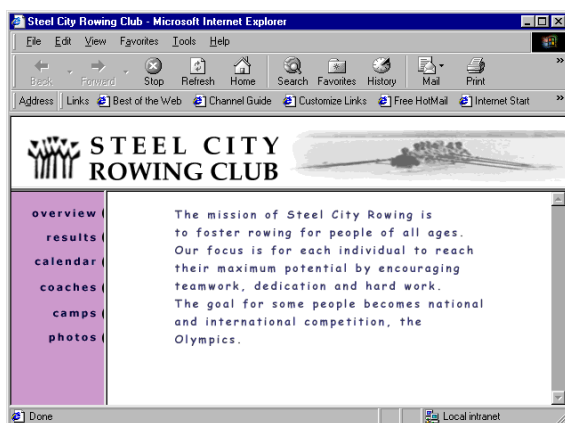 Steel City Rowing Club - Microsoft Internet Explorer
File Edit View Favorites Tools Help
Back Forward Stop Refresh Home Search Favorites History Mail Print »
Address Links Best of the Web Channel Guide Customize Links Free HotMail Internet Start »
STEEL CITY
ROWING CLUB
overview (
results (
calendar (
coaches (
camps (
photos (
The mission of Steel City Rowing is
to foster rowing for people of all ages.
Our focus is for each individual to reach
their maximum potential by encouraging
teamwork, dedication and hard work.
The goal for some people becomes national
and international competition, the
Olympics.
Done Local intranet